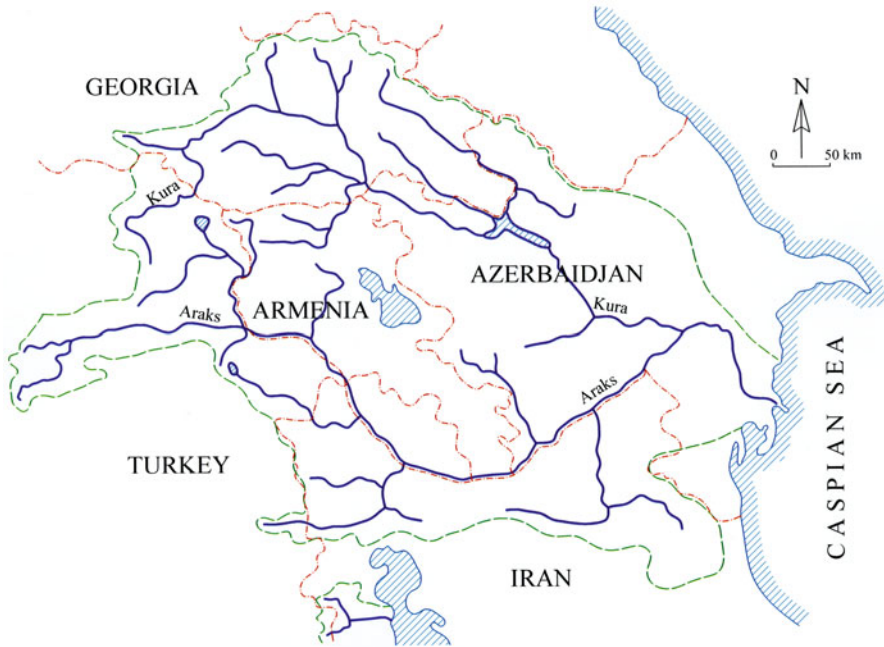 GEORGIA
N
0 50 km
Kura
AZERBAIDJAN
Araks
ARMENIA
Kura
Araks
TURKEY
CASPIAN SEA
IRAN